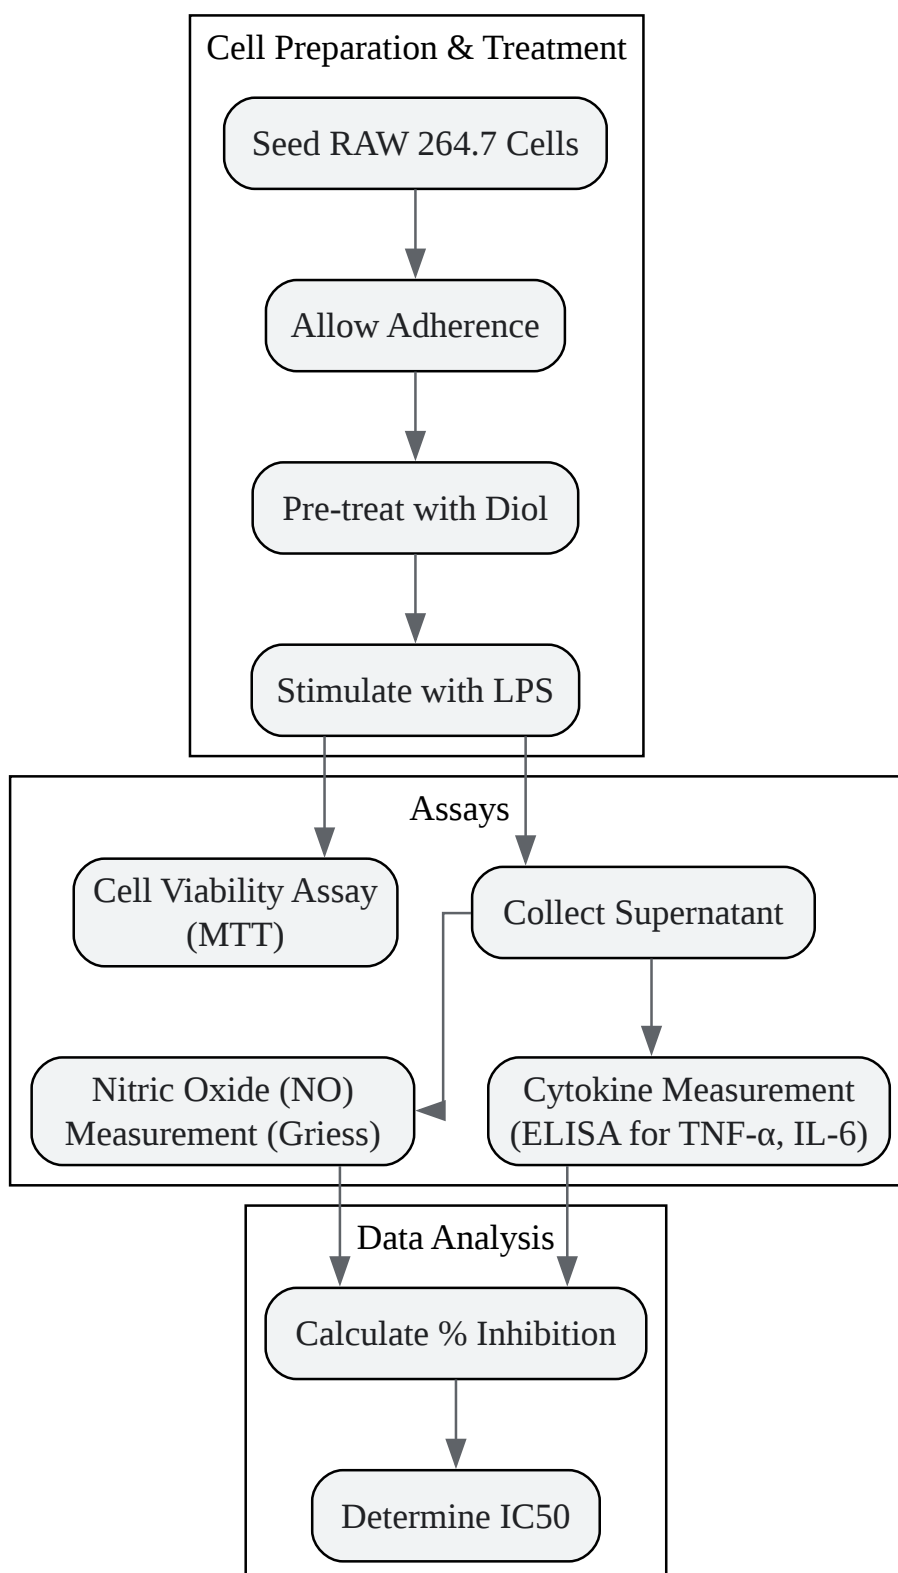 Cell Preparation & Treatment
Seed RAW 264.7 Cells
Allow Adherence
Pre-treat with Diol
Stimulate with LPS
Assays
Cell Viability Assay
(MTT)
Collect Supernatant
Nitric Oxide (NO)
Measurement (Griess)
Cytokine Measurement
(ELISA for TNF-α, IL-6)
Data Analysis
Calculate % Inhibition
Determine IC50